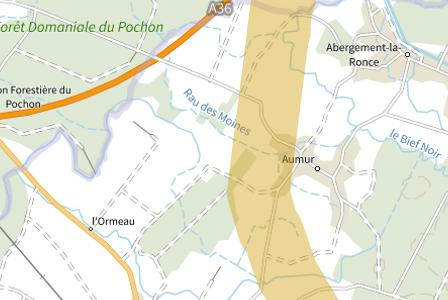 A36
orêt Domaniale du Pochon
Abergement-la-
Ronce
on Forestière du
Pochon
Rau des Moines
le Bief Noir
Aumur
l'Ormeau